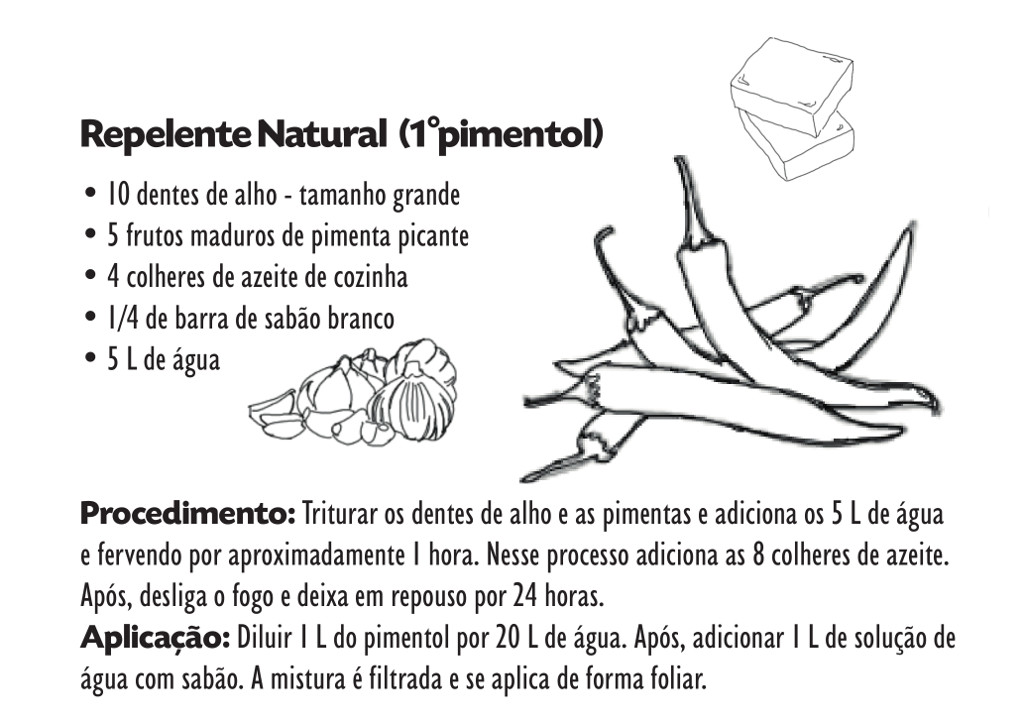 Repelente Natural (1°pimentol)
• 10 dentes de alho - tamanho grande
• 5 frutos maduros de pimenta picante
• 4 colheres de azeite de cozinha
• 1/4 de barra de sabão branco
• 5 L de água
Procedimento: Triturar os dentes de alho e as pimentas e adiciona os 5 L de água
e fervendo por aproximadamente 1 hora. Nesse processo adiciona as 8 colheres de azeite.
Após, desliga o fogo e deixa em repouso por 24 horas.
Aplicação: Diluir 1 L do pimentol por 20 L de água. Após, adicionar 1 L de solução de
água com sabão. A mistura é filtrada e se aplica de forma foliar.